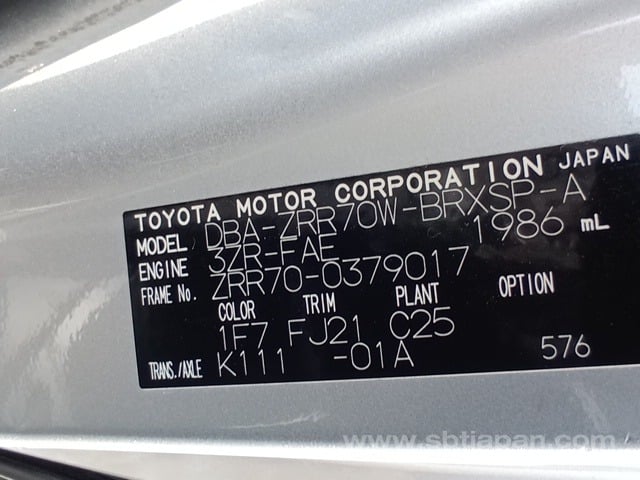 TOYOTA MOTOR CORPORATION JAPAN
MODEL DBA-ZRR70W-BRXSP-A
ENGINE 3ZR-FAE 1986 mL
FRAME No. ZRR70-0379017
COLOR TRIM PLANT OPTION
1F7 FJ21 C25
TRANS./AXLE K111 -01A 576
www.sbtjapan.com